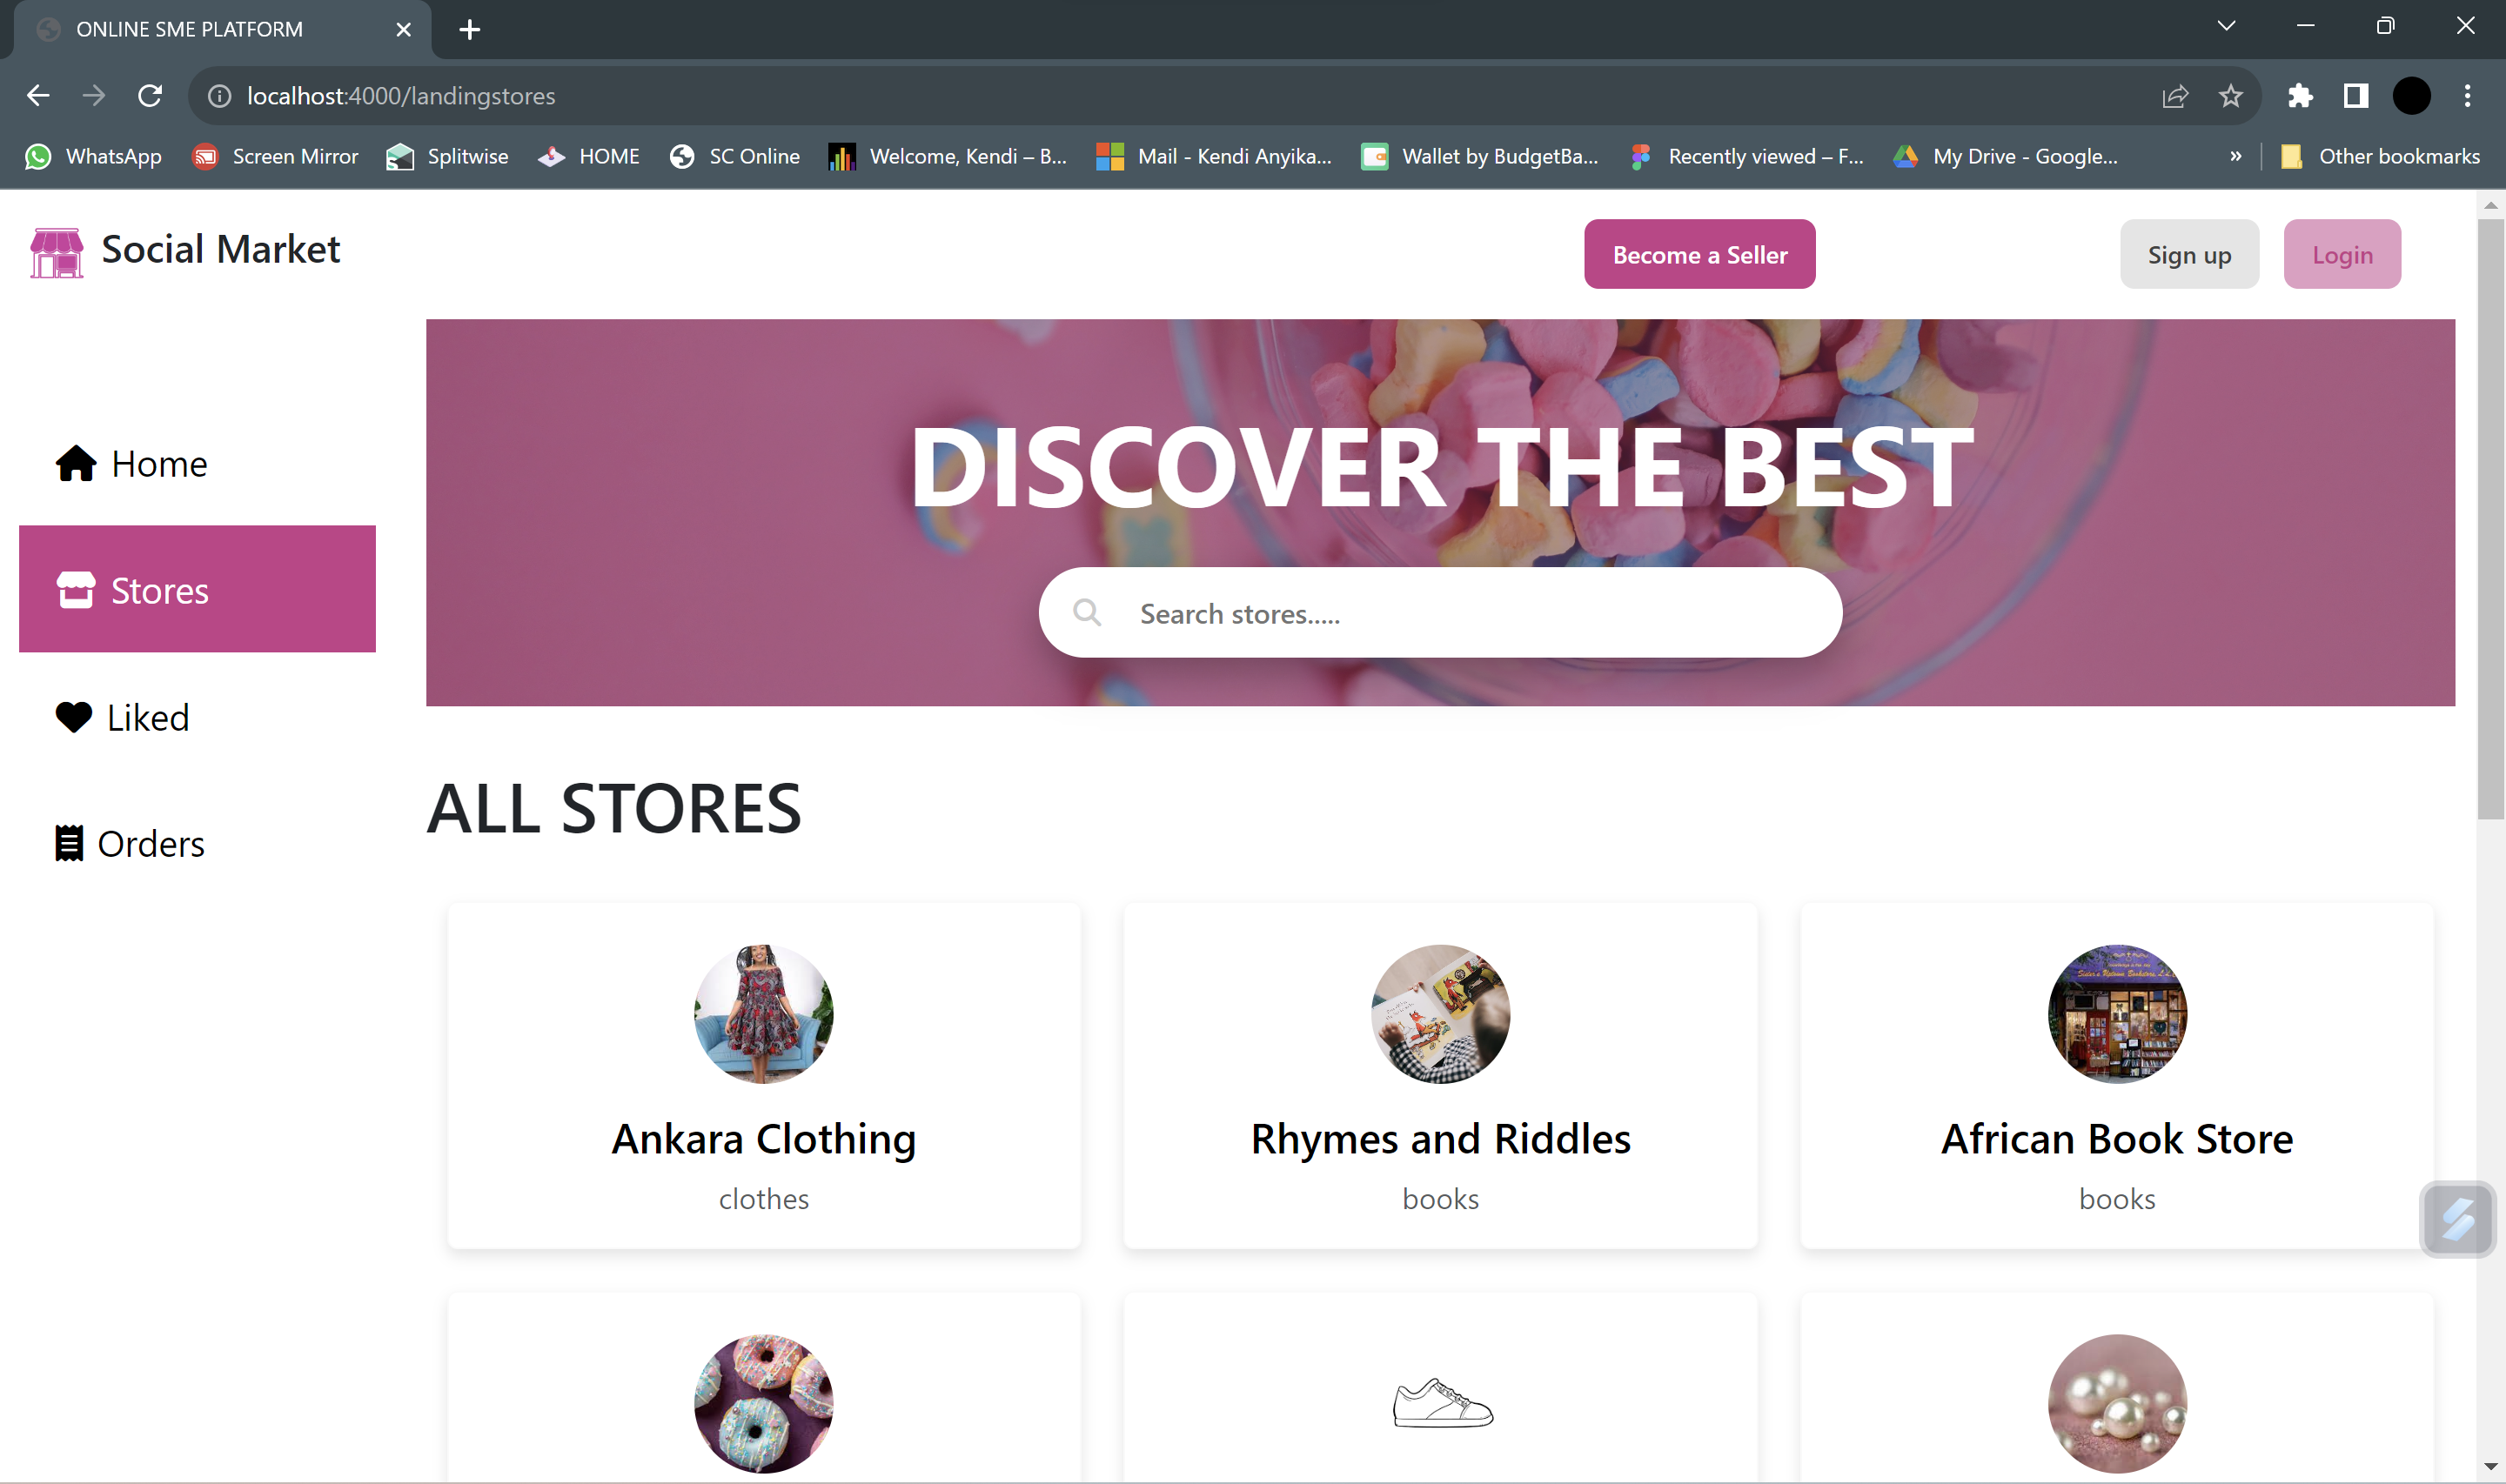 ONLINE SME PLATFORM
localhost:4000/landingstores
WhatsApp
Screen Mirror
Splitwise
HOME
SC Online
Welcome, Kendi – B...
Mail - Kendi Anyika...
Wallet by BudgetBa...
Recently viewed – F...
My Drive - Google...
»
Other bookmarks
Social Market
Become a Seller
Sign up
Login
Home
Stores
Liked
Orders
DISCOVER THE BEST
Search stores.....
ALL STORES
Ankara Clothing
clothes
Rhymes and Riddles
books
African Book Store
books